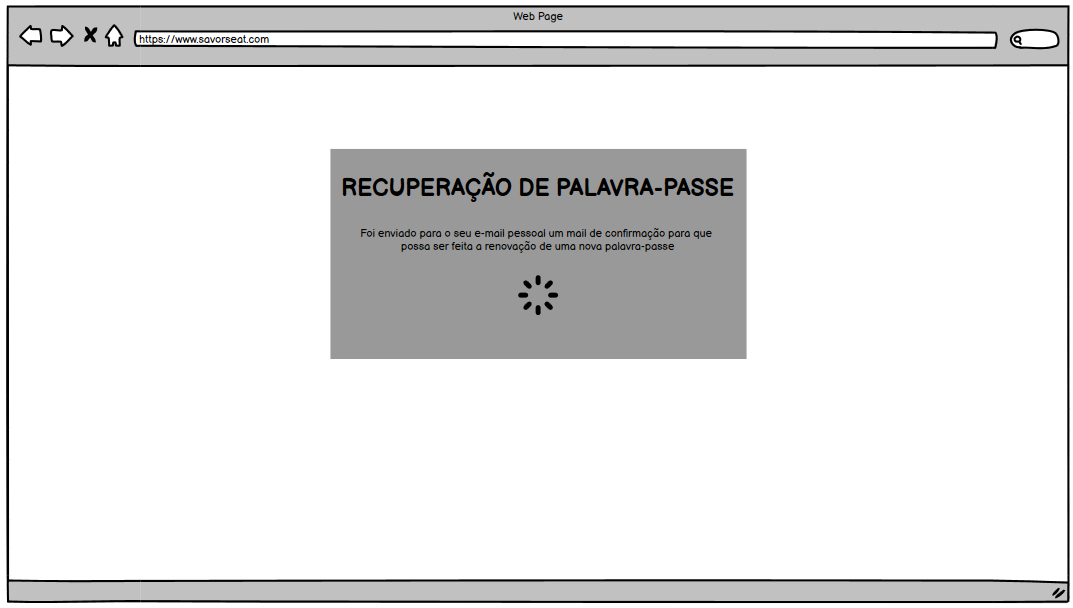 Web Page
https://www.savorseat.com
RECUPERAÇÃO DE PALAVRA-PASSE
Foi enviado para o seu e-mail pessoal um mail de confirmação para que
possa ser feita a renovação de uma nova palavra-passe